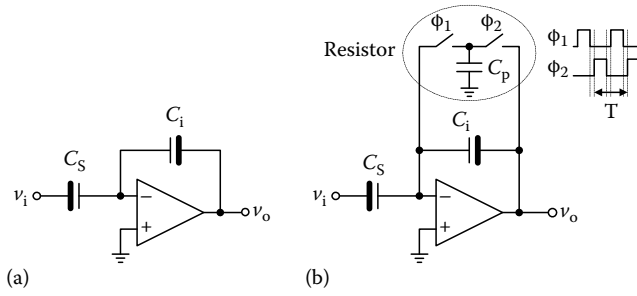 ϕ1 ϕ2
Resistor
Cp
ϕ1
ϕ2
T
Ci
CS
vi
−
+
vo
(a)
Ci
CS
vi
−
+
vo
(b)